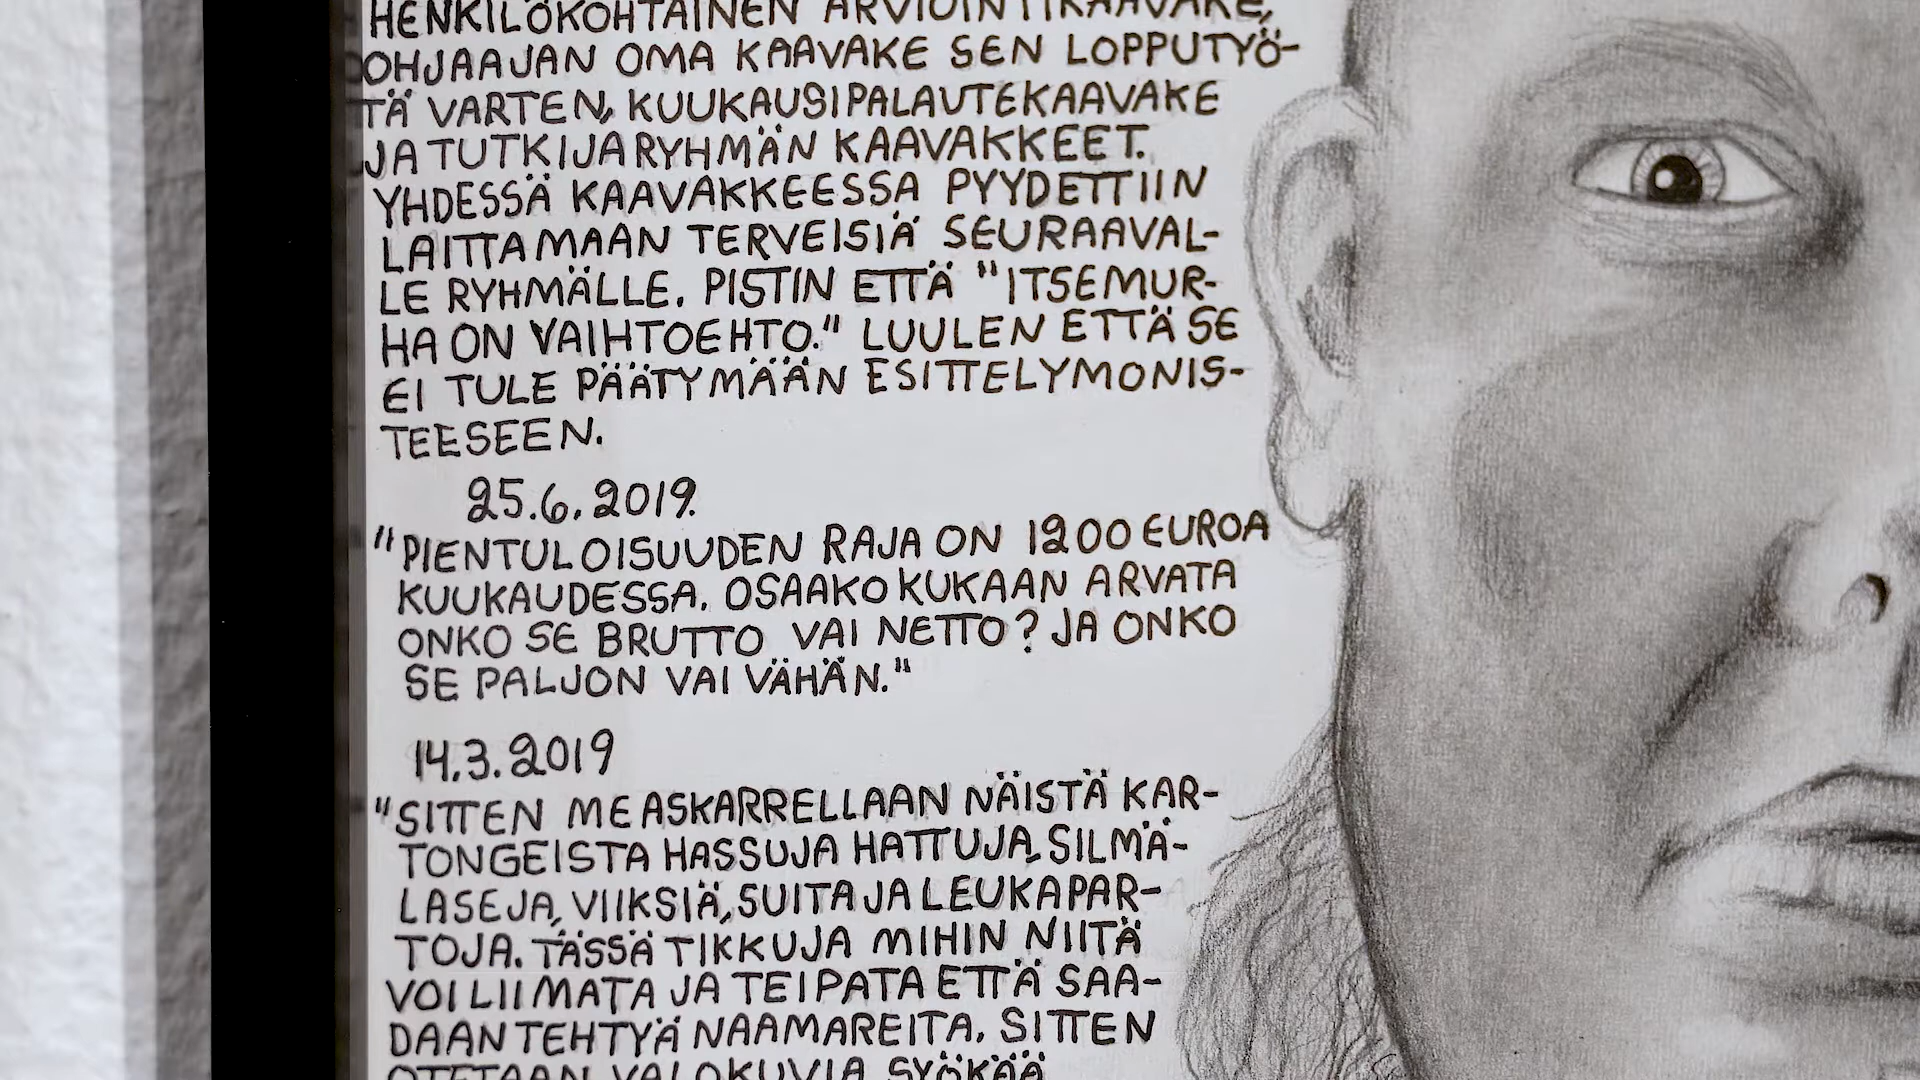 HENKILÖKOHTAINEN ARVIOINTIKAAVAKE,
OHJAAJAN OMA KAAVAKE SEN LOPPUTYÖ-
TÄ VARTEN, KUUKAUSIPALAUTEKAAVAKE
JA TUTKIJARYHMÄN KAAVAKKEET.
YHDESSÄ KAAVAKKEESSA PYYDETTIIN
LAITTAMAAN TERVEISIÄ SEURAAVAL-
LE RYHMÄLLE. PISTIN ETTÄ "ITSEMUR-
HA ON VAIHTOEHTO." LUULEN ETTÄ SE
EI TULE PÄÄTYMÄÄN ESITTELYMONIS-
TEESEEN.
25.6.2019.
"PIENTULOISUUDEN RAJA ON 1200 EUROA
KUUKAUDESSA. OSAAKO KUKAAN ARVATA
ONKO SE BRUTTO VAI NETTO? JA ONKO
SE PALJON VAI VÄHÄN."
14.3.2019
"SITTEN ME ASKARRELLAAN NÄISTÄ KAR-
TONGEISTA HASSUJA HATTUJA, SILMÄ-
LASEJA, VIIKSIÄ, SUITA JA LEUKAPAR-
TOJA. TÄSSÄ TIKKUJA MIHIN NIITÄ
VOI LIIMATA JA TEIPATA ETTÄ SAA-
DAAN TEHTYÄ NAAMAREITA. SITTEN
OTETAAN VALOKUVIA. SYÖKÄÄ